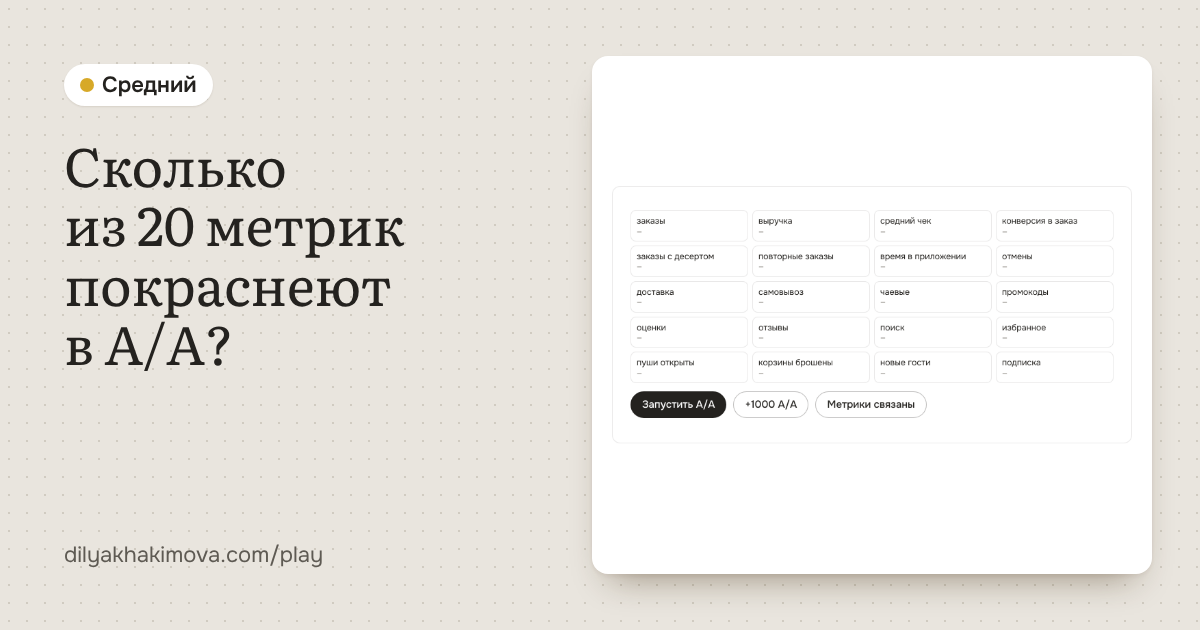 Средний
Сколько
из 20 метрик
покраснеют
в А/А?
dilyakhakimova.com/play
заказы
–
выручка
–
средний чек
–
конверсия в заказ
–
заказы с десертом
–
повторные заказы
–
время в приложении
–
отмены
–
доставка
–
самовывоз
–
чаевые
–
промокоды
–
оценки
–
отзывы
–
поиск
–
избранное
–
пуши открыты
–
корзины брошены
–
новые гости
–
подписка
–
Запустить А/А
+1000 А/А
Метрики связаны